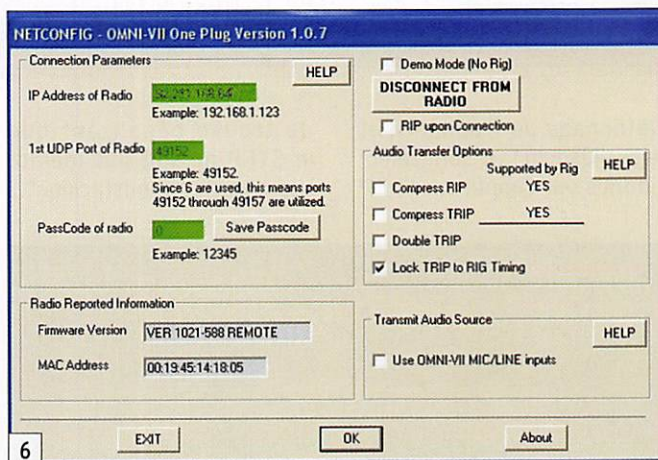 NETCONFIG - OMNI-VII One Plug Version 1.0.7
Connection Parameters
HELP
IP Address of Radio
Example: 192.168.1.123
1st UDP Port of Radio
49152
Example: 49152.
Since 6 are used, this means ports
49152 through 49157 are utilized.
PassCode of radio
0
Save Passcode
Example: 12345
Radio Reported Information
Firmware Version
VER 1021-588 REMOTE
MAC Address
00:19:45:14:18:05
Demo Mode (No Rig)
DISCONNECT FROM
RADIO
RIP upon Connection
Audio Transfer Options
Supported by Rig
HELP
Compress RIP YES
Compress TRIP YES
Double TRIP
Lock TRIP to RIG Timing
Transmit Audio Source
HELP
Use OMNI-VII MIC/LINE inputs
EXIT
OK
About
6